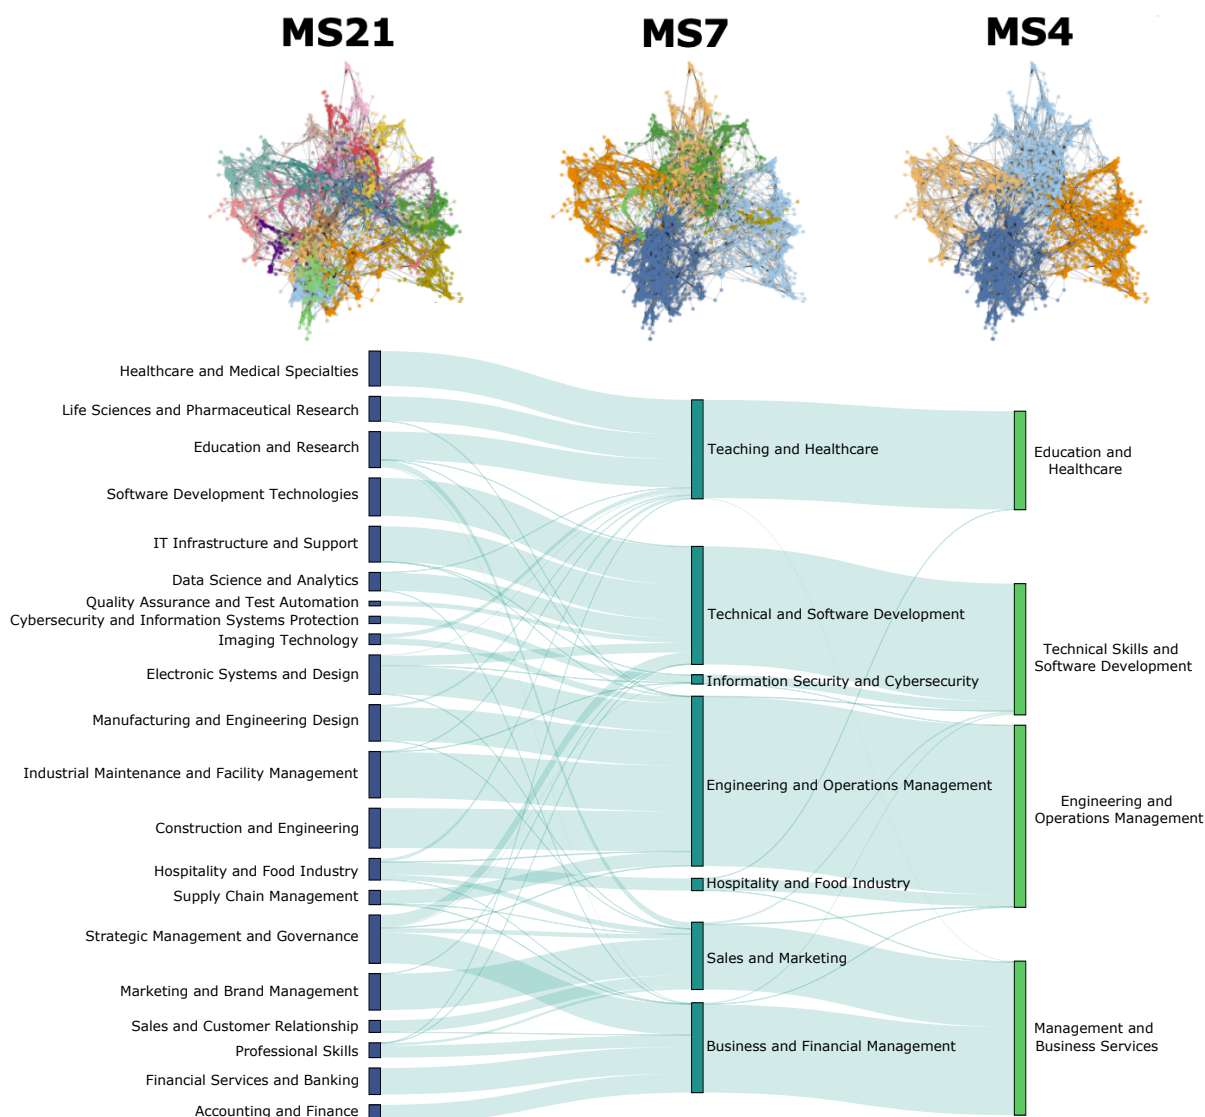 MS21
MS7
MS4
Healthcare and Medical Specialties
Life Sciences and Pharmaceutical Research
Education and Research
Software Development Technologies
IT Infrastructure and Support
Data Science and Analytics
Quality Assurance and Test Automation
Cybersecurity and Information Systems Protection
Imaging Technology
Electronic Systems and Design
Manufacturing and Engineering Design
Industrial Maintenance and Facility Management
Construction and Engineering
Hospitality and Food Industry
Supply Chain Management
Strategic Management and Governance
Marketing and Brand Management
Sales and Customer Relationship
Professional Skills
Financial Services and Banking
Accounting and Finance
Teaching and Healthcare
Technical and Software Development
Information Security and Cybersecurity
Engineering and Operations Management
Hospitality and Food Industry
Sales and Marketing
Business and Financial Management
Education and
Healthcare
Technical Skills and
Software Development
Engineering and
Operations Management
Management and
Business Services